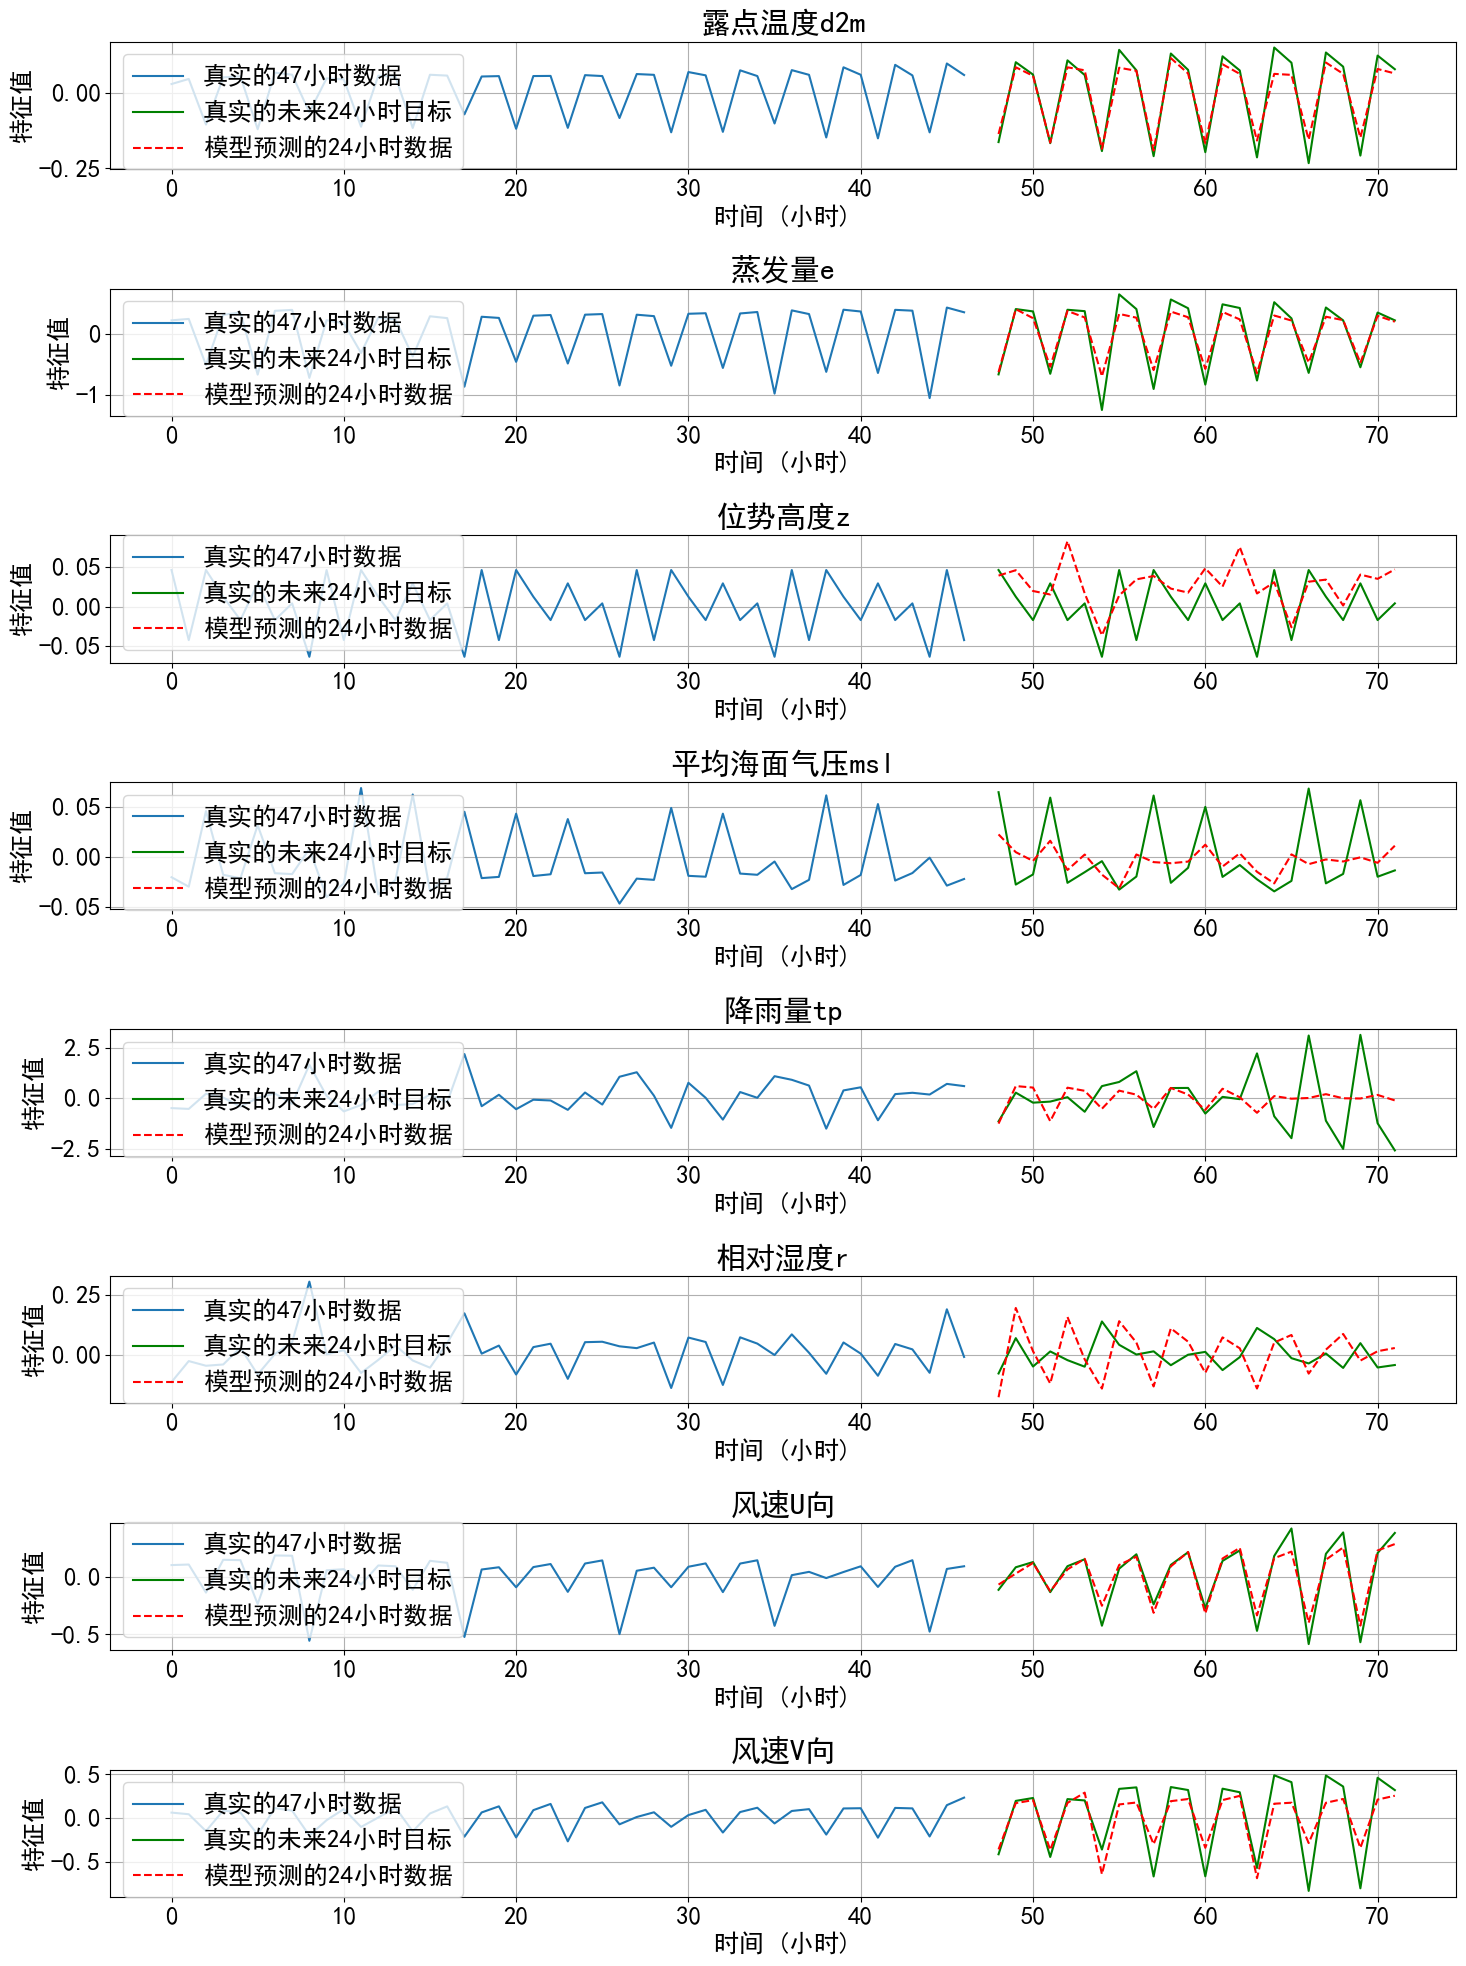 露点温度d2m
特征值
0.00
-0.25
真实的47小时数据
真实的未来24小时目标
模型预测的24小时数据
0 10 20 30 40 50 60 70
时间 (小时)
蒸发量e
特征值
0
-1
真实的47小时数据
真实的未来24小时目标
模型预测的24小时数据
0 10 20 30 40 50 60 70
时间 (小时)
位势高度z
特征值
0.05
0.00
-0.05
真实的47小时数据
真实的未来24小时目标
模型预测的24小时数据
0 10 20 30 40 50 60 70
时间 (小时)
平均海面气压msl
特征值
0.05
0.00
-0.05
真实的47小时数据
真实的未来24小时目标
模型预测的24小时数据
0 10 20 30 40 50 60 70
时间 (小时)
降雨量tp
特征值
2.5
0.0
-2.5
真实的47小时数据
真实的未来24小时目标
模型预测的24小时数据
0 10 20 30 40 50 60 70
时间 (小时)
相对湿度r
特征值
0.25
0.00
真实的47小时数据
真实的未来24小时目标
模型预测的24小时数据
0 10 20 30 40 50 60 70
时间 (小时)
风速U向
特征值
0.0
-0.5
真实的47小时数据
真实的未来24小时目标
模型预测的24小时数据
0 10 20 30 40 50 60 70
时间 (小时)
风速V向
特征值
0.5
0.0
-0.5
真实的47小时数据
真实的未来24小时目标
模型预测的24小时数据
0 10 20 30 40 50 60 70
时间 (小时)